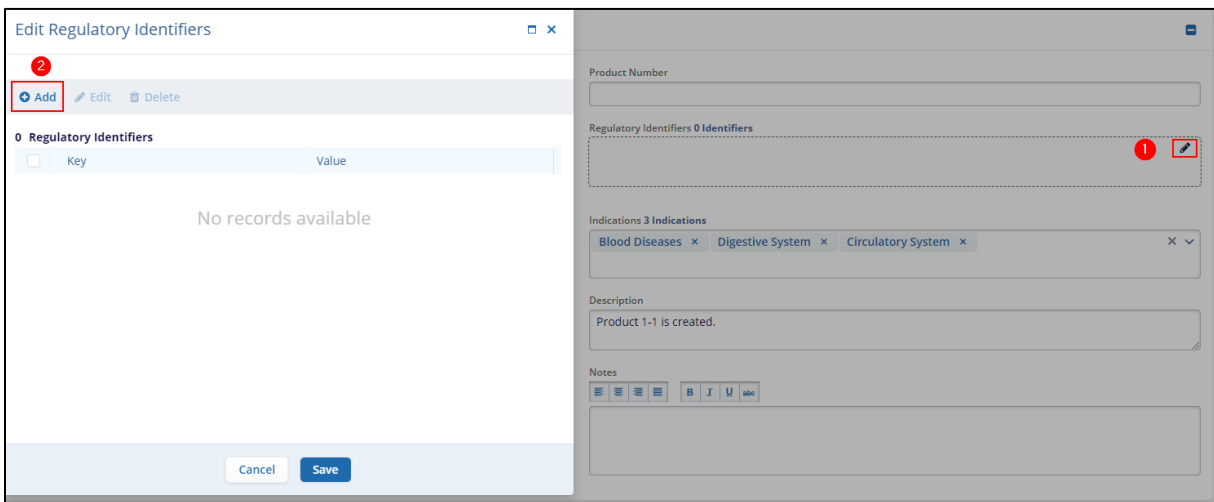 Edit Regulatory Identifiers
2
Add Edit Delete
0 Regulatory Identifiers
Key Value
No records available
Cancel Save
Product Number
Regulatory Identifiers 0 Identifiers
1
Indications 3 Indications
Blood Diseases × Digestive System × Circulatory System ×
Description
Product 1-1 is created.
Notes
B I U abc